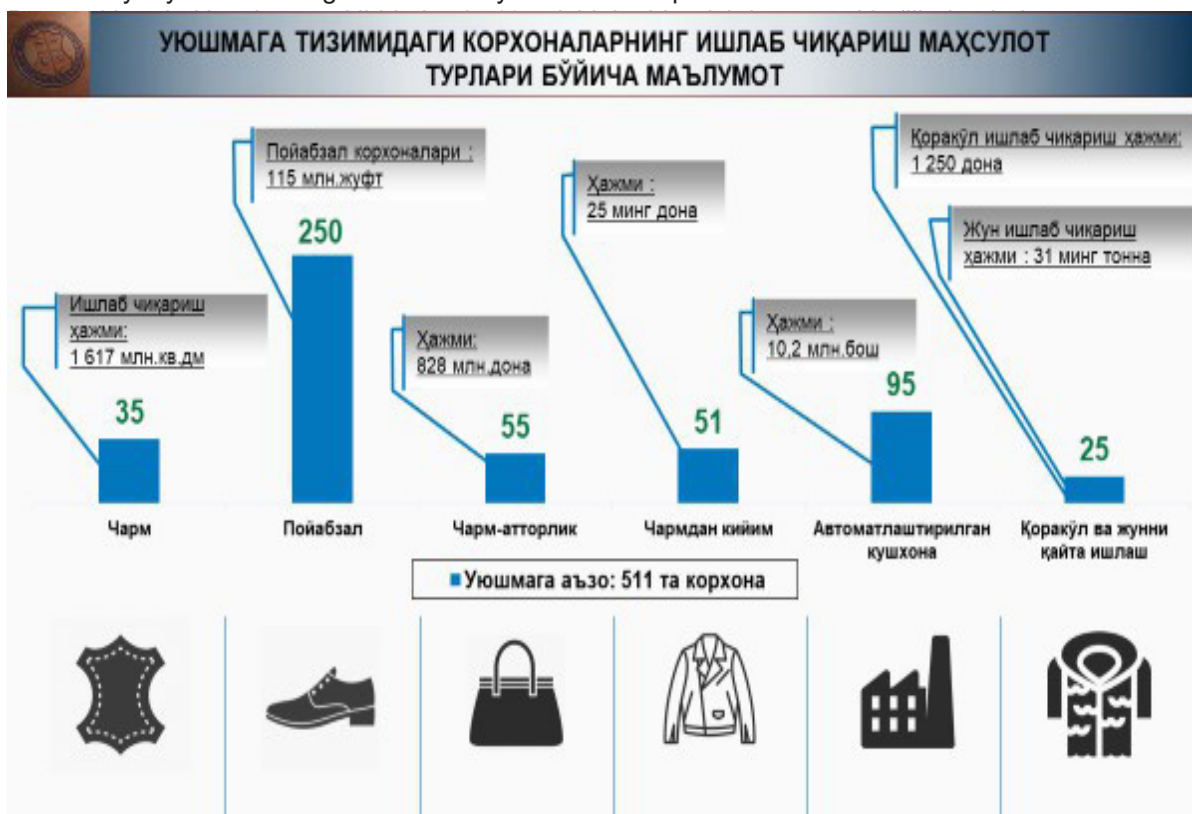 УЮШМАГА ТИЗИМИДАГИ КОРХОНАЛАРНИНГ ИШЛАБ ЧИҚАРИШ МАҲСУЛОТ
ТУРЛАРИ БЎЙИЧА МАЪЛУМОТ
Пойабзал корхоналари :
115 млн.жуфт
250
Ҳажми :
25 минг дона
Қоракўл ишлаб чикариш ҳажми:
1 250 дона
Жун ишлаб чиқариш
ҳажми : 31 минг тонна
Ишлаб чиқариш
ҳажми:
1 617 млн.кв.дм
35
Ҳажми:
828 млн.дона
55
51
Ҳажми :
10,2 млн.бош
95
25
Чарм
Пойабзал
Чарм-атторлик
Чармдан кийим
Автоматлаштирилган
кушхона
Қоракўл ва жунни
қайта ишлаш
Уюшмага аъзо: 511 та корхона